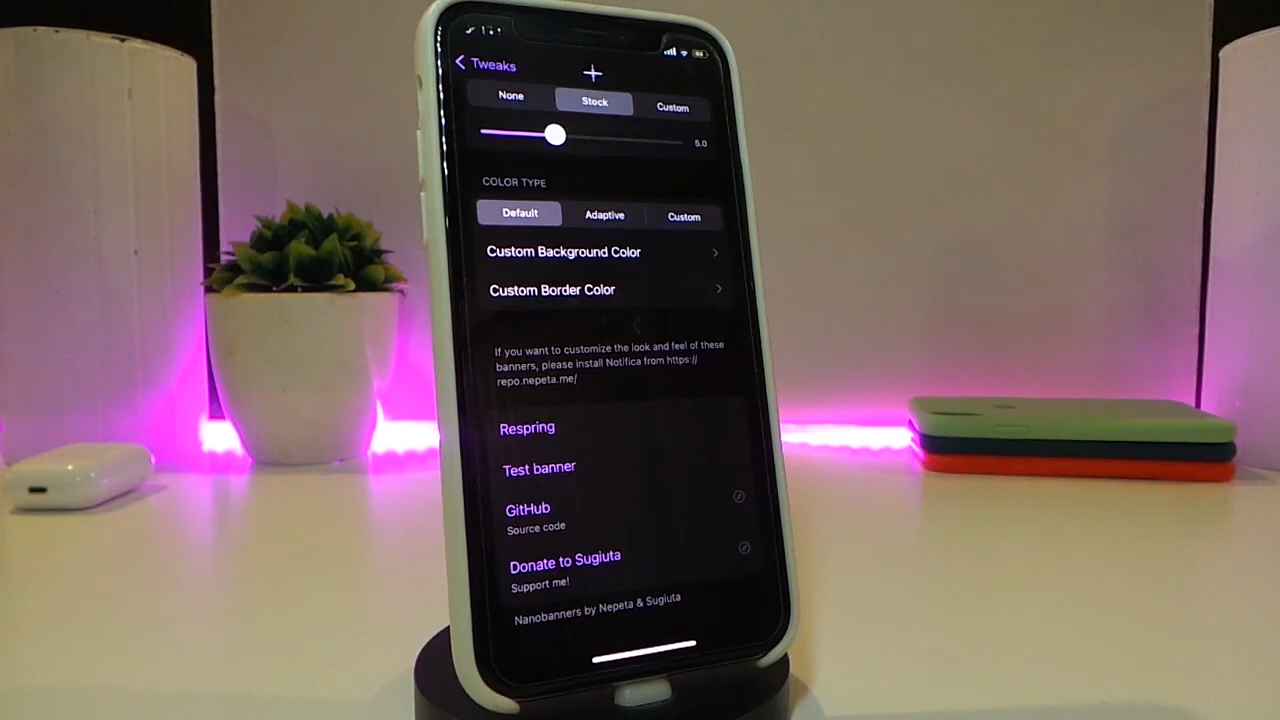 Tweaks
None Stock Custom
5.0
COLOR TYPE
Default Adaptive Custom
Custom Background Color
Custom Border Color
If you want to customize the look and feel of these
banners, please install Notifica from https://
repo.nepeta.me/
Respring
Test banner
GitHub
Source code
Donate to Sugiuta
Support me!
Nanobanners by Nepeta & Sugiuta